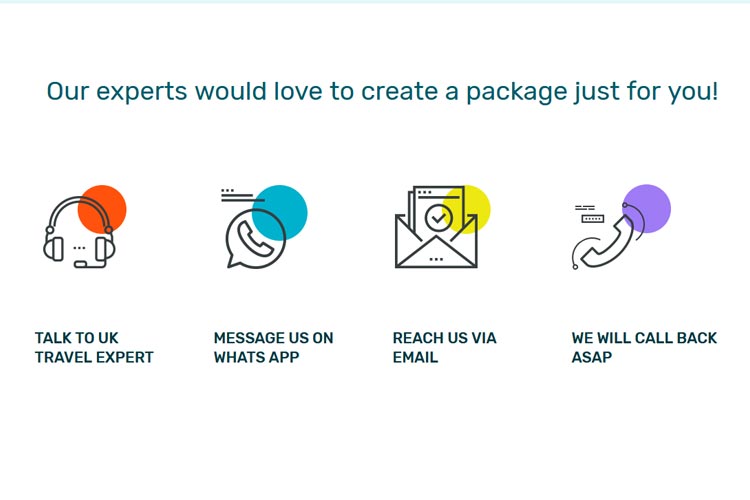 Our experts would love to create a package just for you!
TALK TO UK
TRAVEL EXPERT
MESSAGE US ON
WHATS APP
REACH US VIA
EMAIL
WE WILL CALL BACK
ASAP